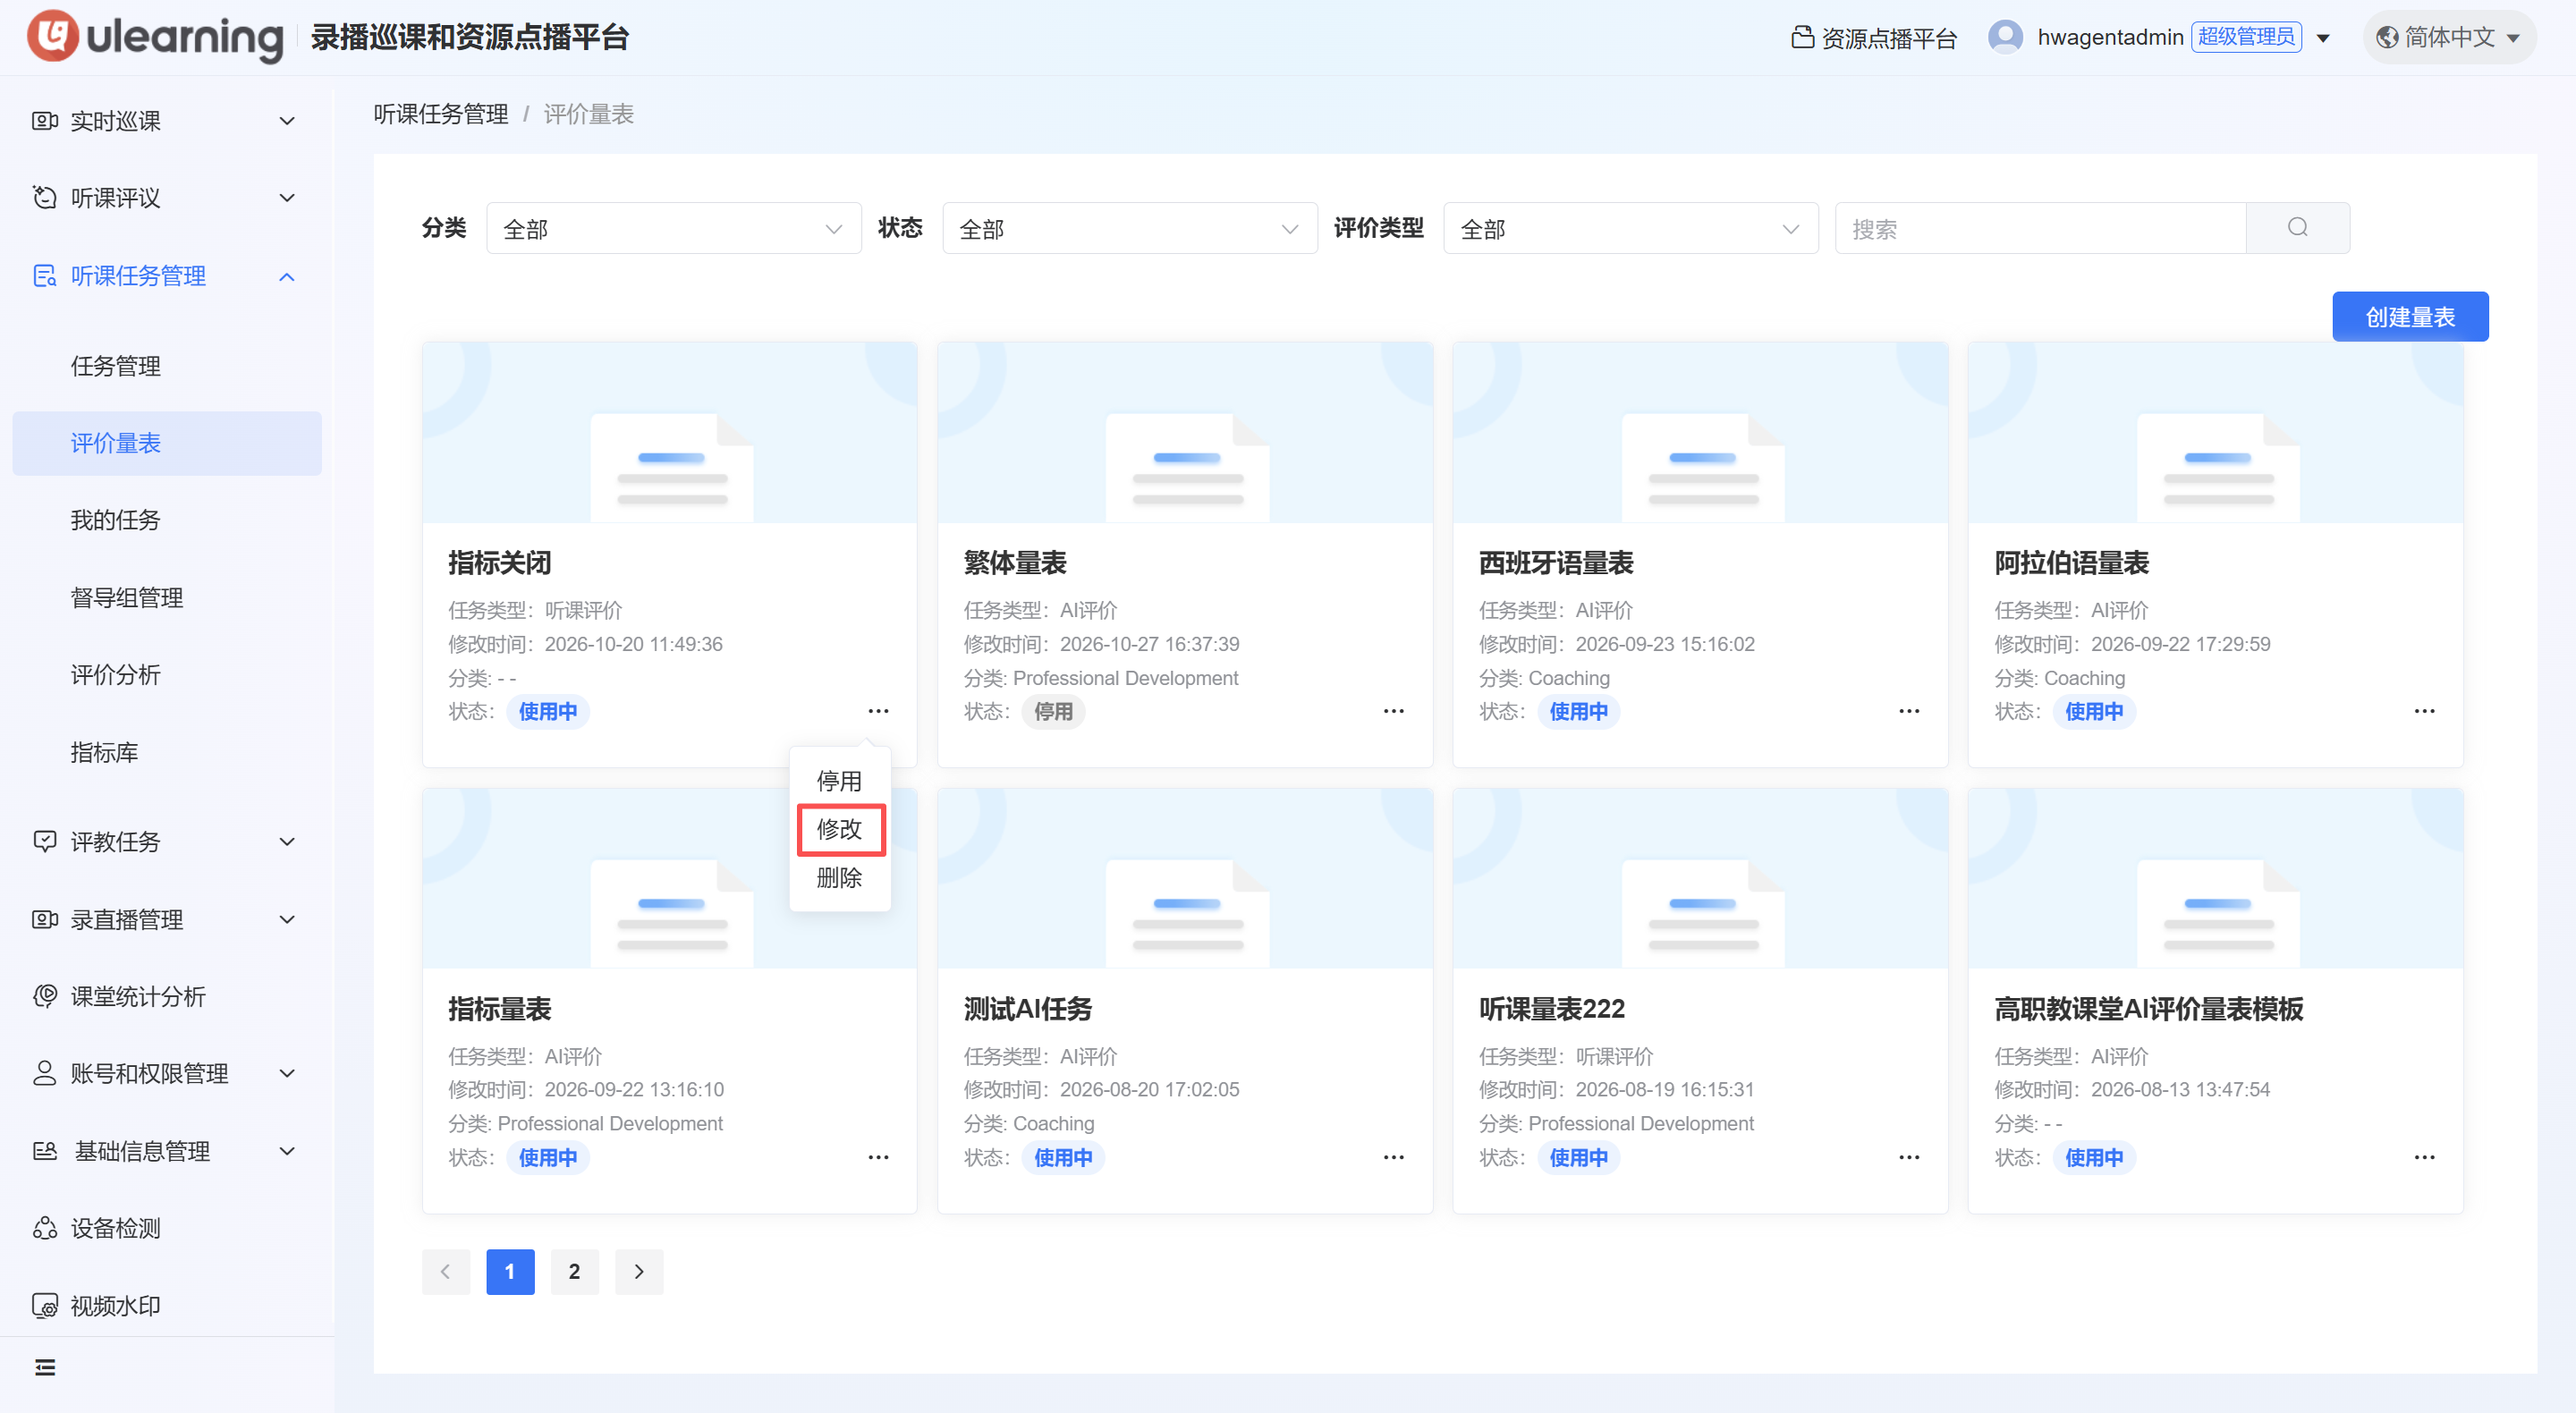 ulearning 录播巡课和资源点播平台
资源点播平台 hwagentadmin 超级管理员 简体中文
实时巡课
听课评议
听课任务管理
任务管理
评价量表
我的任务
督导组管理
评价分析
指标库
评教任务
录直播管理
课堂统计分析
账号和权限管理
基础信息管理
设备检测
视频水印
听课任务管理 / 评价量表
分类 全部 状态 全部 评价类型 全部 搜索
创建量表
指标关闭
任务类型：听课评价
修改时间：2026-10-20 11:49:36
分类: - -
状态： 使用中 ...
停用
修改
删除
繁体量表
任务类型：AI评价
修改时间：2026-10-27 16:37:39
分类: Professional Development
状态： 停用 ...
西班牙语量表
任务类型：AI评价
修改时间：2026-09-23 15:16:02
分类: Coaching
状态： 使用中 ...
阿拉伯语量表
任务类型：AI评价
修改时间：2026-09-22 17:29:59
分类: Coaching
状态： 使用中 ...
指标量表
任务类型：AI评价
修改时间：2026-09-22 13:16:10
分类: Professional Development
状态： 使用中 ...
测试AI任务
任务类型：AI评价
修改时间：2026-08-20 17:02:05
分类: Coaching
状态： 使用中 ...
听课量表222
任务类型：听课评价
修改时间：2026-08-19 16:15:31
分类: Professional Development
状态： 使用中 ...
高职教课堂AI评价量表模板
任务类型：AI评价
修改时间：2026-08-13 13:47:54
分类: - -
状态： 使用中 ...
1 2